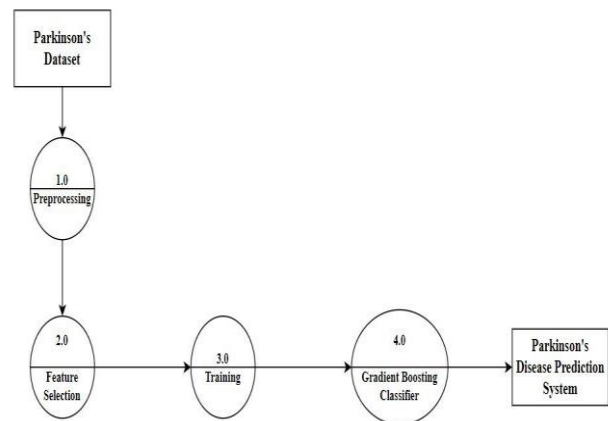 Parkinson's
Dataset
1.0
Preprocessing
2.0
Feature
Selection
3.0
Training
4.0
Gradient Boosting
Classifier
Parkinson's
Disease Prediction
System